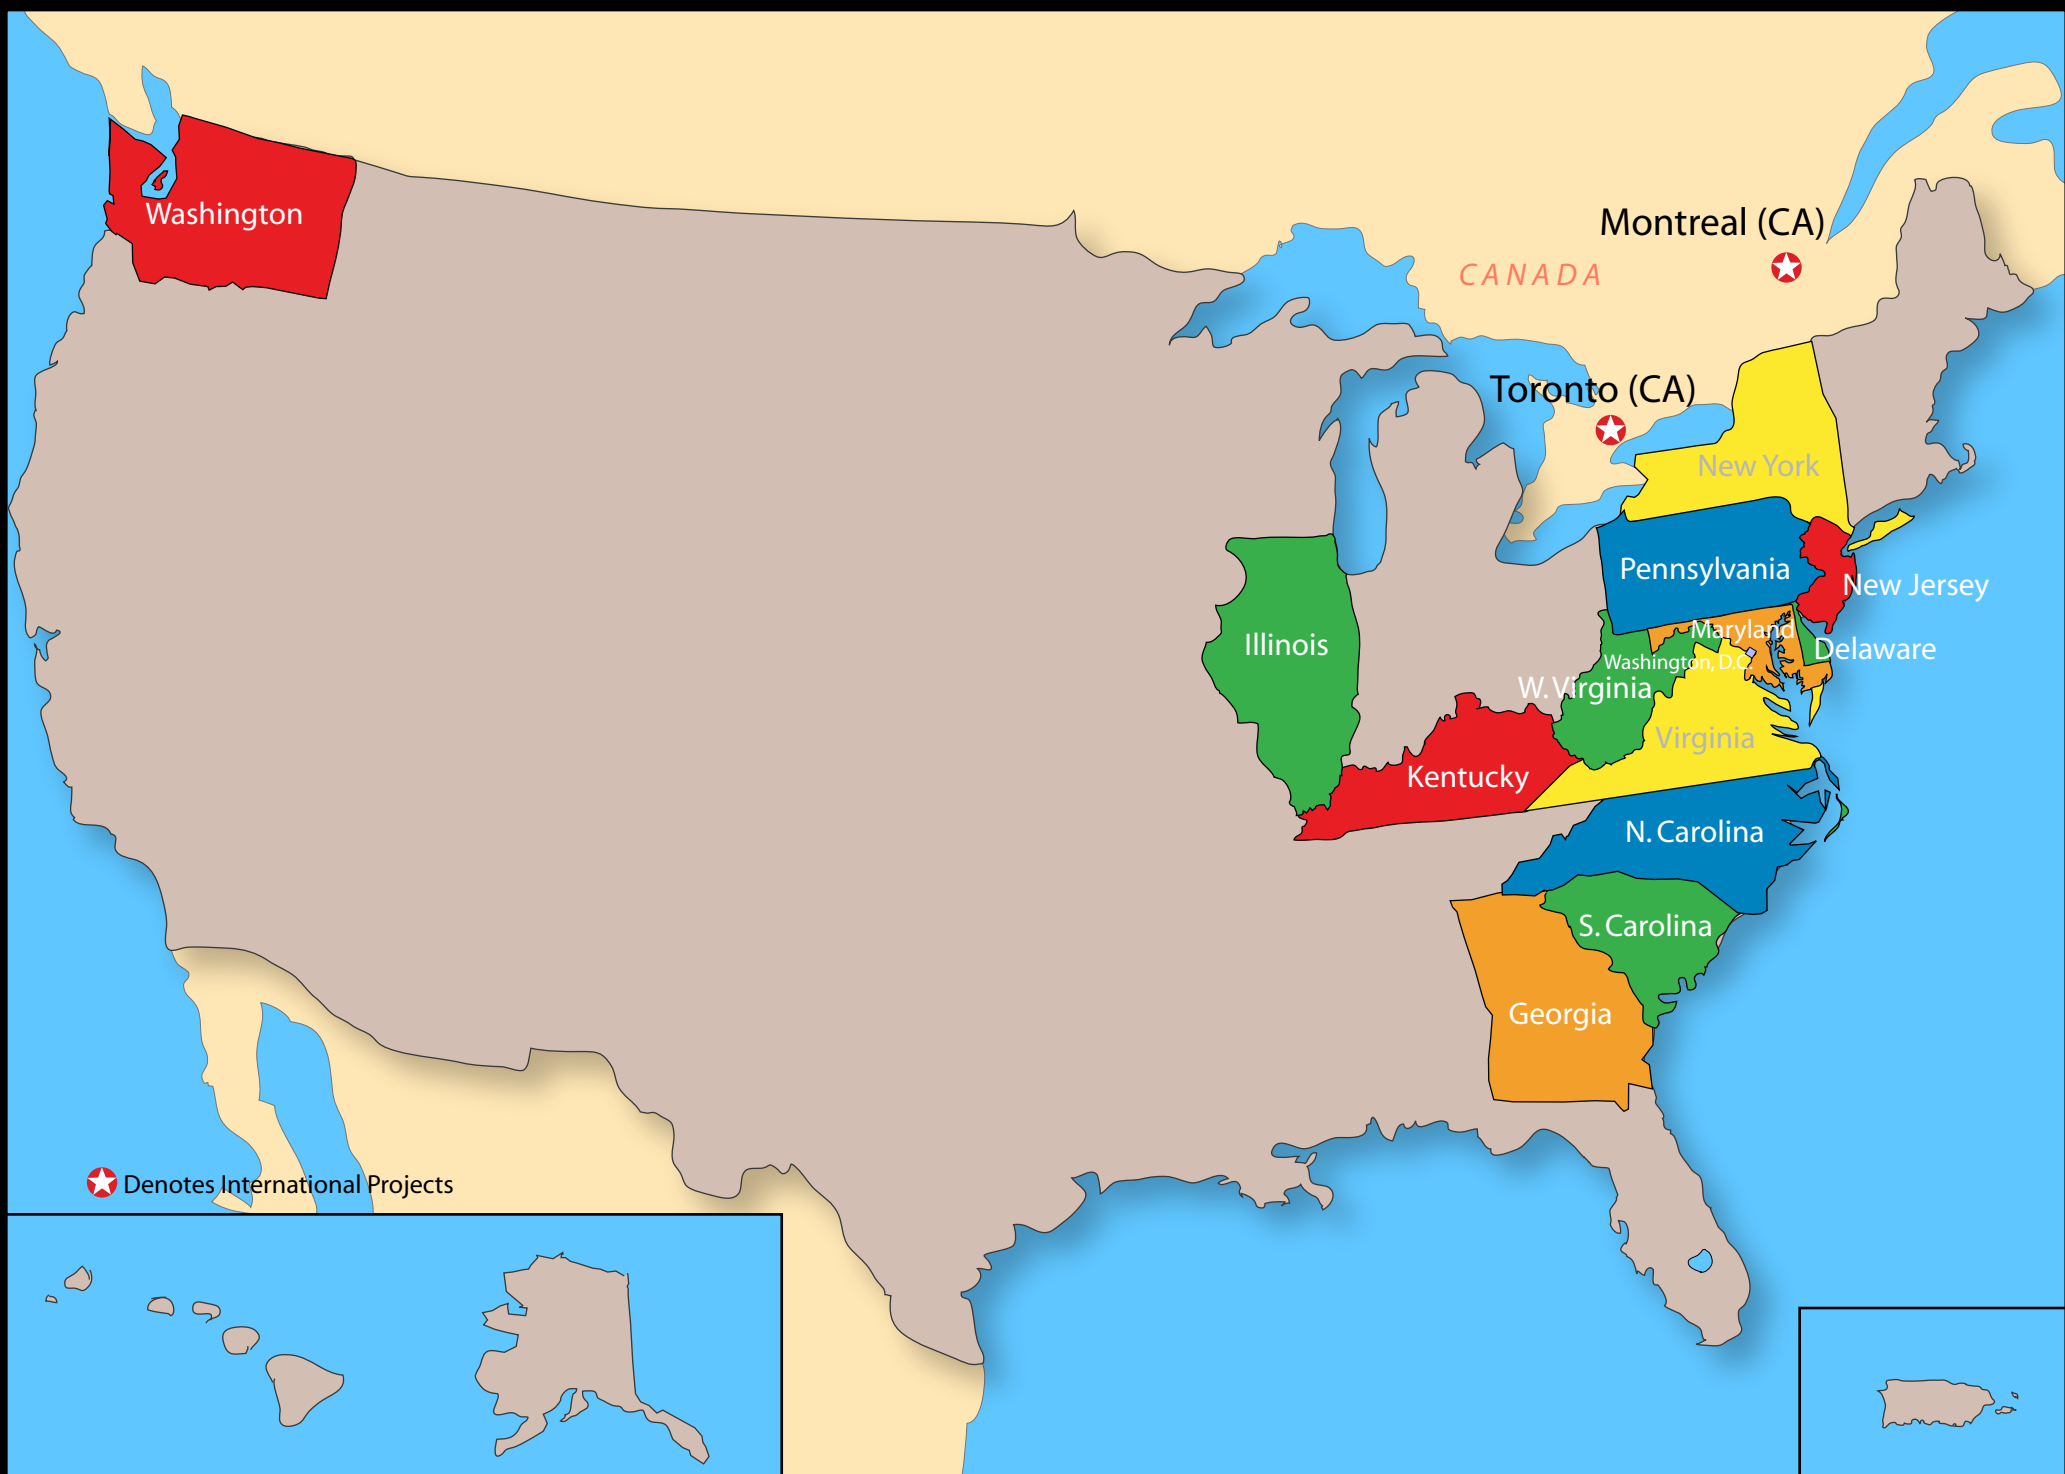 Washington
Montreal (CA)
CANADA
Toronto (CA)
New York
Pennsylvania
New Jersey
Maryland
Illinois
Delaware
Washington, D.C.
W. Virginia
Virginia
Kentucky
N. Carolina
S. Carolina
Georgia
Denotes International Projects